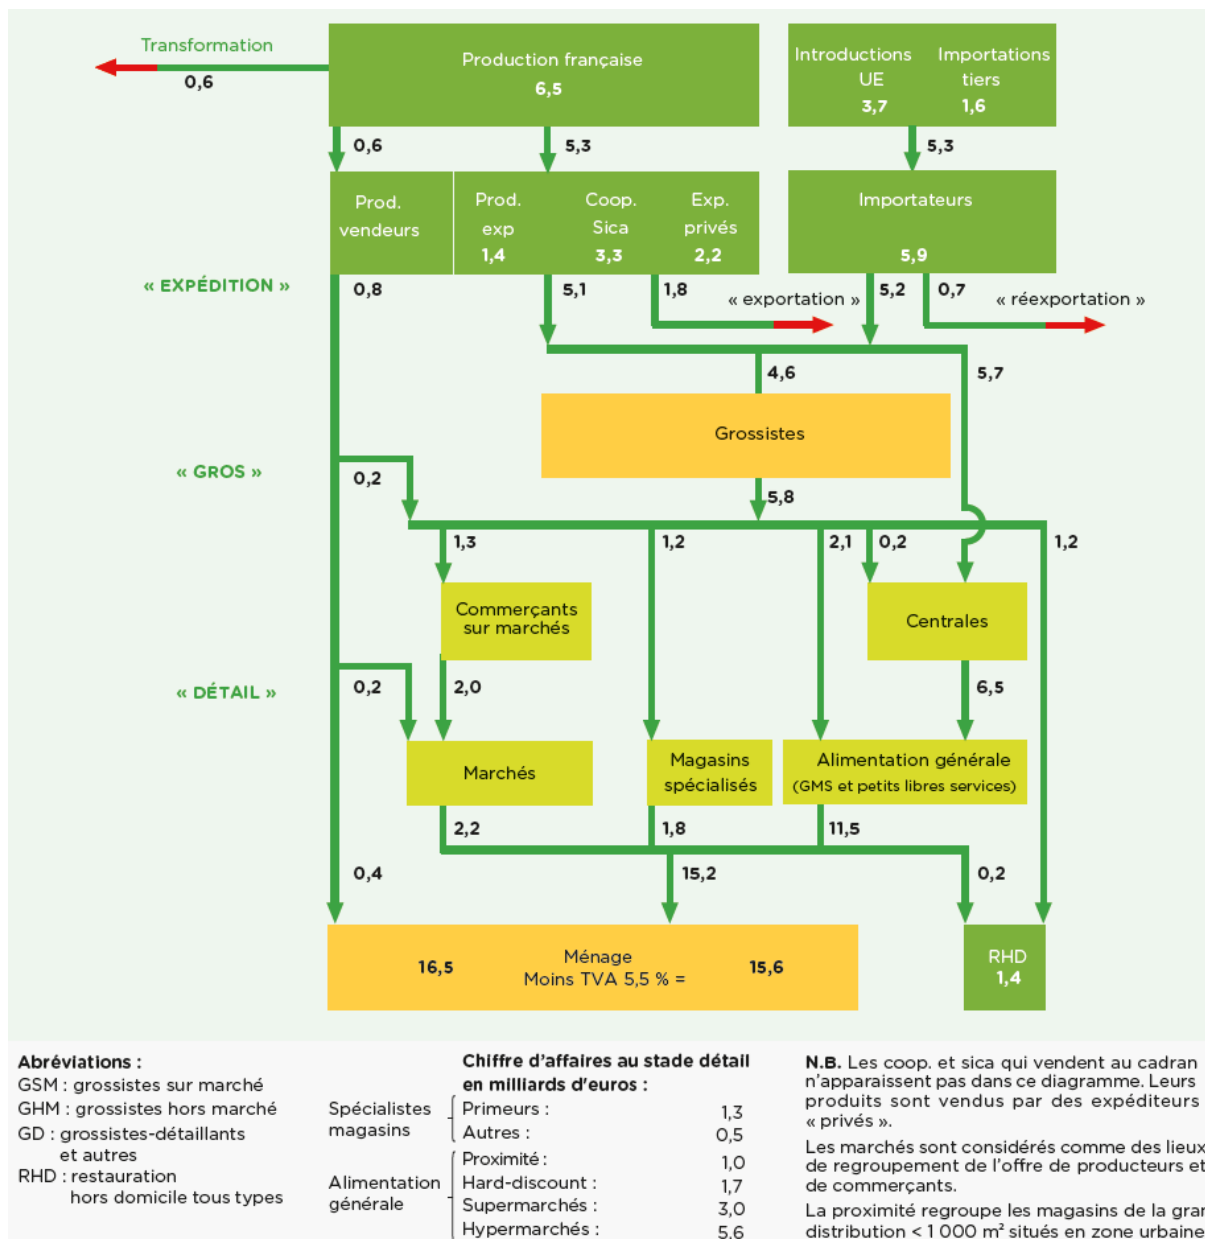 Transformation
0,6
Production française
6,5
Introductions UE
3,7
Importations tiers
1,6
0,6
5,3
5,3
Prod. vendeurs
Prod. exp
1,4
Coop. Sica
3,3
Exp. privés
2,2
Importateurs
5,9
« EXPÉDITION »
0,8
5,1
1,8
« exportation »
5,2
0,7
« réexportation »
4,6
5,7
Grossistes
« GROS »
0,2
5,8
1,3
1,2
2,1
0,2
1,2
Commerçants
sur marchés
Centrales
« DÉTAIL »
0,2
2,0
6,5
Marchés
Magasins
spécialisés
Alimentation générale
(GMS et petits libres services)
2,2
1,8
11,5
0,4
15,2
0,2
16,5
Ménage
Moins TVA 5,5 % =
15,6
RHD
1,4
Abréviations :
GSM : grossistes sur marché
GHM : grossistes hors marché
GD : grossistes-détaillants
et autres
RHD : restauration
hors domicile tous types
Chiffre d'affaires au stade détail
en milliards d'euros :
Spécialistes
magasins
Primeurs : 1,3
Autres : 0,5
Alimentation
générale
Proximité : 1,0
Hard-discount : 1,7
Supermarchés : 3,0
Hypermarchés : 5,6
N.B. Les coop. et sica qui vendent au cadran
n'apparaissent pas dans ce diagramme. Leurs
produits sont vendus par des expéditeurs
« privés ».
Les marchés sont considérés comme des lieux
de regroupement de l'offre de producteurs et
de commerçants.
La proximité regroupe les magasins de la gran
distribution < 1 000 m² situés en zone urbaine